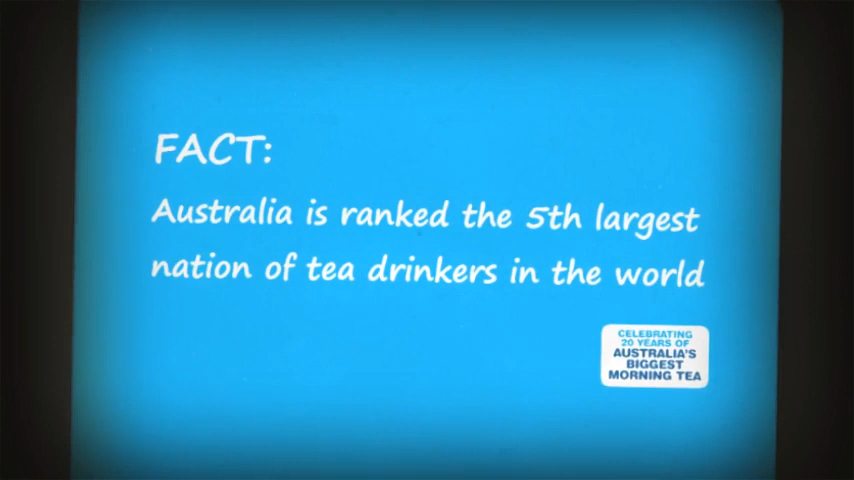 FACT:
Australia is ranked the 5th largest
nation of tea drinkers in the world
CELEBRATING
20 YEARS OF
AUSTRALIA'S
BIGGEST
MORNING TEA